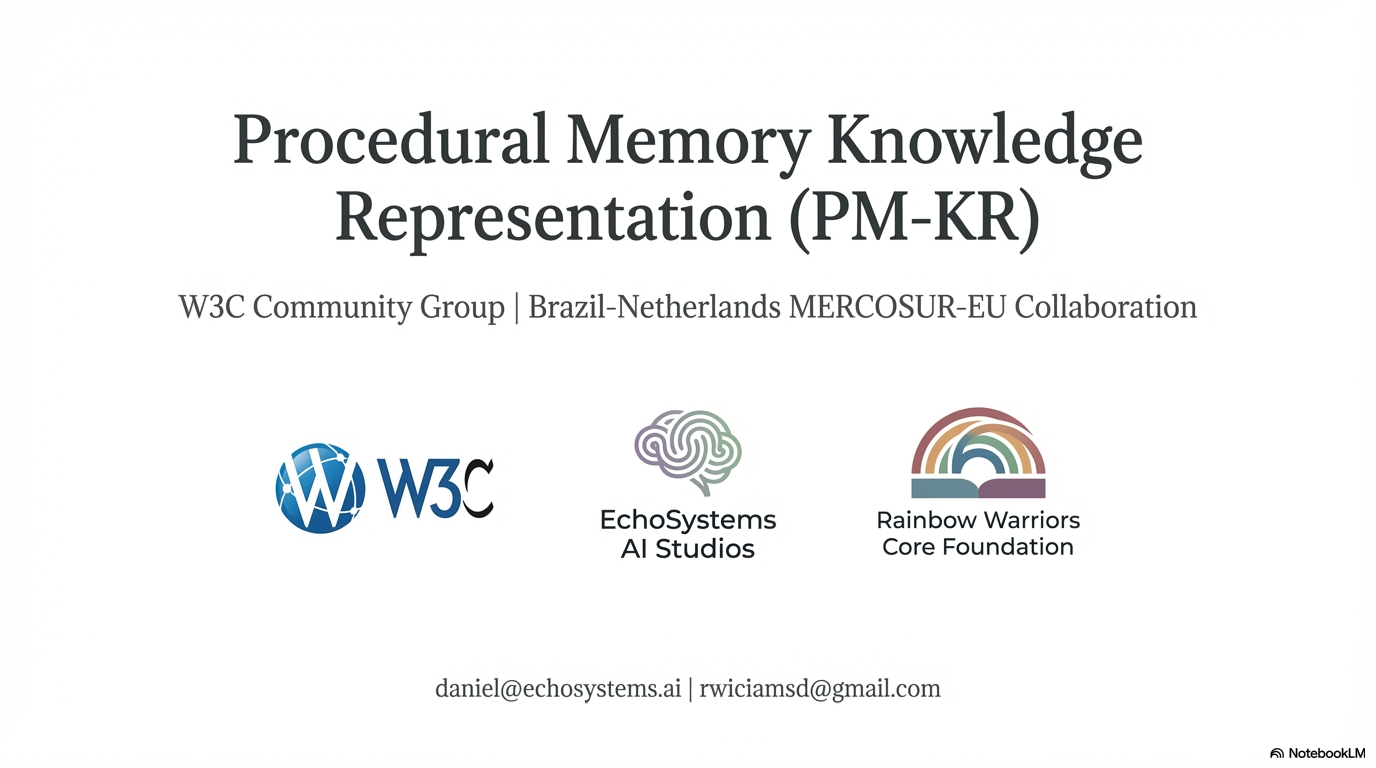 Procedural Memory Knowledge
Representation (PM-KR)
W3C Community Group | Brazil-Netherlands MERCOSUR-EU Collaboration
W W3C
EchoSystems
AI Studios
Rainbow Warriors
Core Foundation
daniel@echosystems.ai | rwiciamsd@gmail.com
NotebookLM